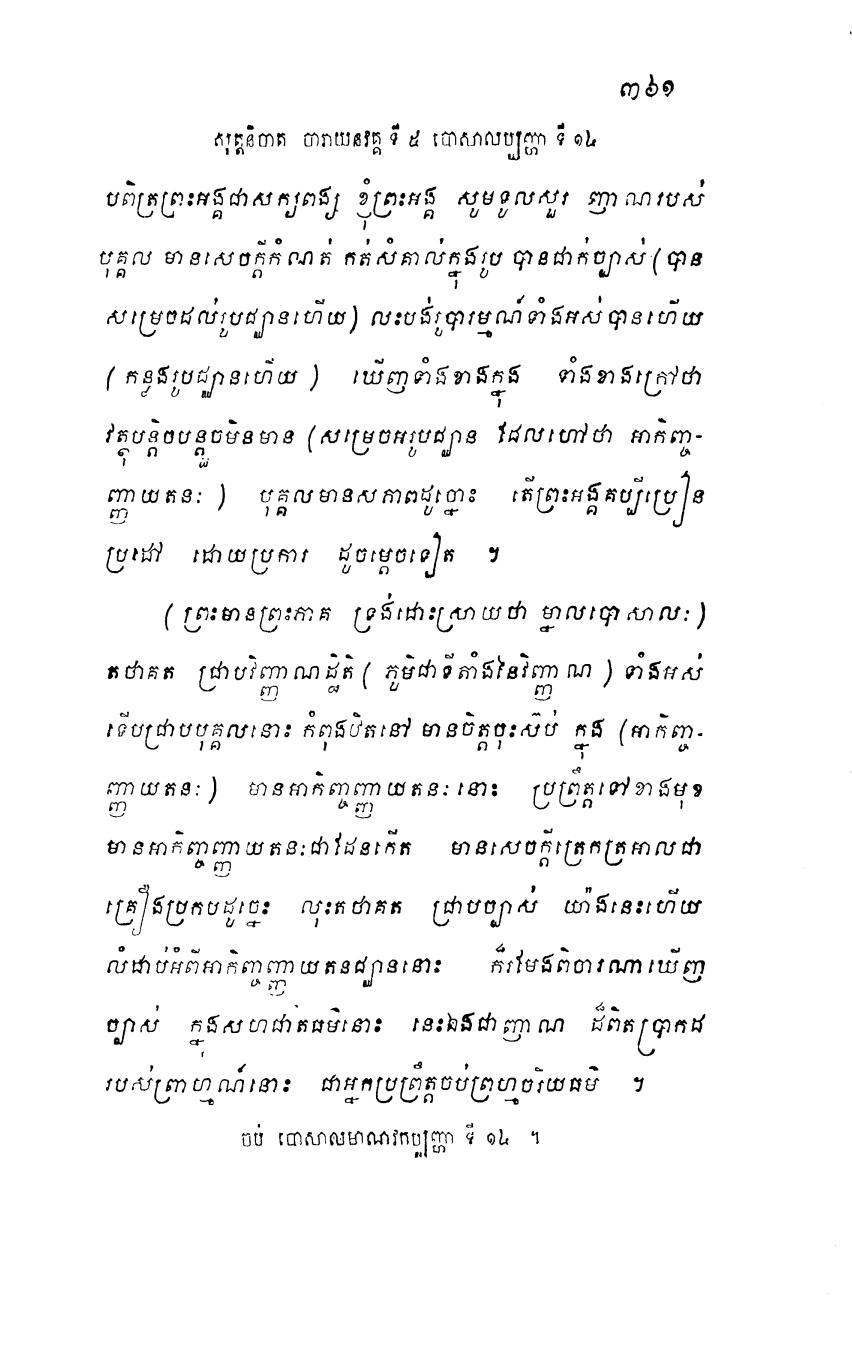 ៣៦១
សុត្តនិបាត បារាយនវគ្គ ទី ៥ បោសាលប្បញ្ហា ទី ១៤
បពិត្រព្រះអង្គជាសក្យពង្ស ខ្ញុំព្រះអង្គ សូមទូលសួរ ញាណរបស់
បុគ្គល មានសេចក្តីកំណត់ កត់សំគាល់ក្នុងរូប បានជាក់ច្បាស់ (បាន
សម្រេចដល់រូបជ្ឈានហើយ) លះបង់រូបារម្មណ៍ទាំងអស់បានហើយ
(កន្លងរូបជ្ឈានហើយ) ឃើញទាំងខាងក្នុង ទាំងខាងក្រៅថា
វត្ថុបន្តិចបន្តួចមិនមាន (សម្រេចអរូបជ្ឈាន ដែលហៅថា អាកិញ្ច-
ញ្ញាយតនៈ) បុគ្គលមានសភាពដូច្នោះ តើព្រះអង្គគប្បីប្រៀន
ប្រដៅ ដោយប្រការ ដូចម្តេចទៀត ។
(ព្រះមានព្រះភាគ ទ្រង់ដោះស្រាយថា ម្នាលបោសាលៈ)
តថាគត ជ្រាបវិញ្ញាណដ្ឋិតិ (ភូមិជាទីតាំងនៃវិញ្ញាណ) ទាំងអស់
ទើបជ្រាបបុគ្គលនោះ កំពុងឋិតនៅ មានចិត្តចុះស៊ប់ ក្នុង (អាកិញ្ច-
ញ្ញាយតនៈ) មានអាកិញ្ចញ្ញាយតនៈនោះ ប្រព្រឹត្តទៅខាងមុខ
មានអាកិញ្ចញ្ញាយតនៈជាដែនកើត មានសេចក្តីត្រេកត្រអាលជា
គ្រឿងប្រកបដូច្នេះ លុះតថាគត ជ្រាបច្បាស់ យ៉ាងនេះហើយ
លំដាប់អំពីអាកិញ្ចញ្ញាយតនជ្ឈាននោះ ក៏រមែងពិចារណាឃើញ
ច្បាស់ ក្នុងសហជាតធម៌នោះ នេះឯងជាញាណ ដ៏ពិតប្រាកដ
របស់ព្រាហ្មណ៍នោះ ជាអ្នកប្រព្រឹត្តចប់ព្រហ្មចរិយធម៌ ។
ចប់ បោសាលមាណវកប្បញ្ហា ទី ១៤ ។